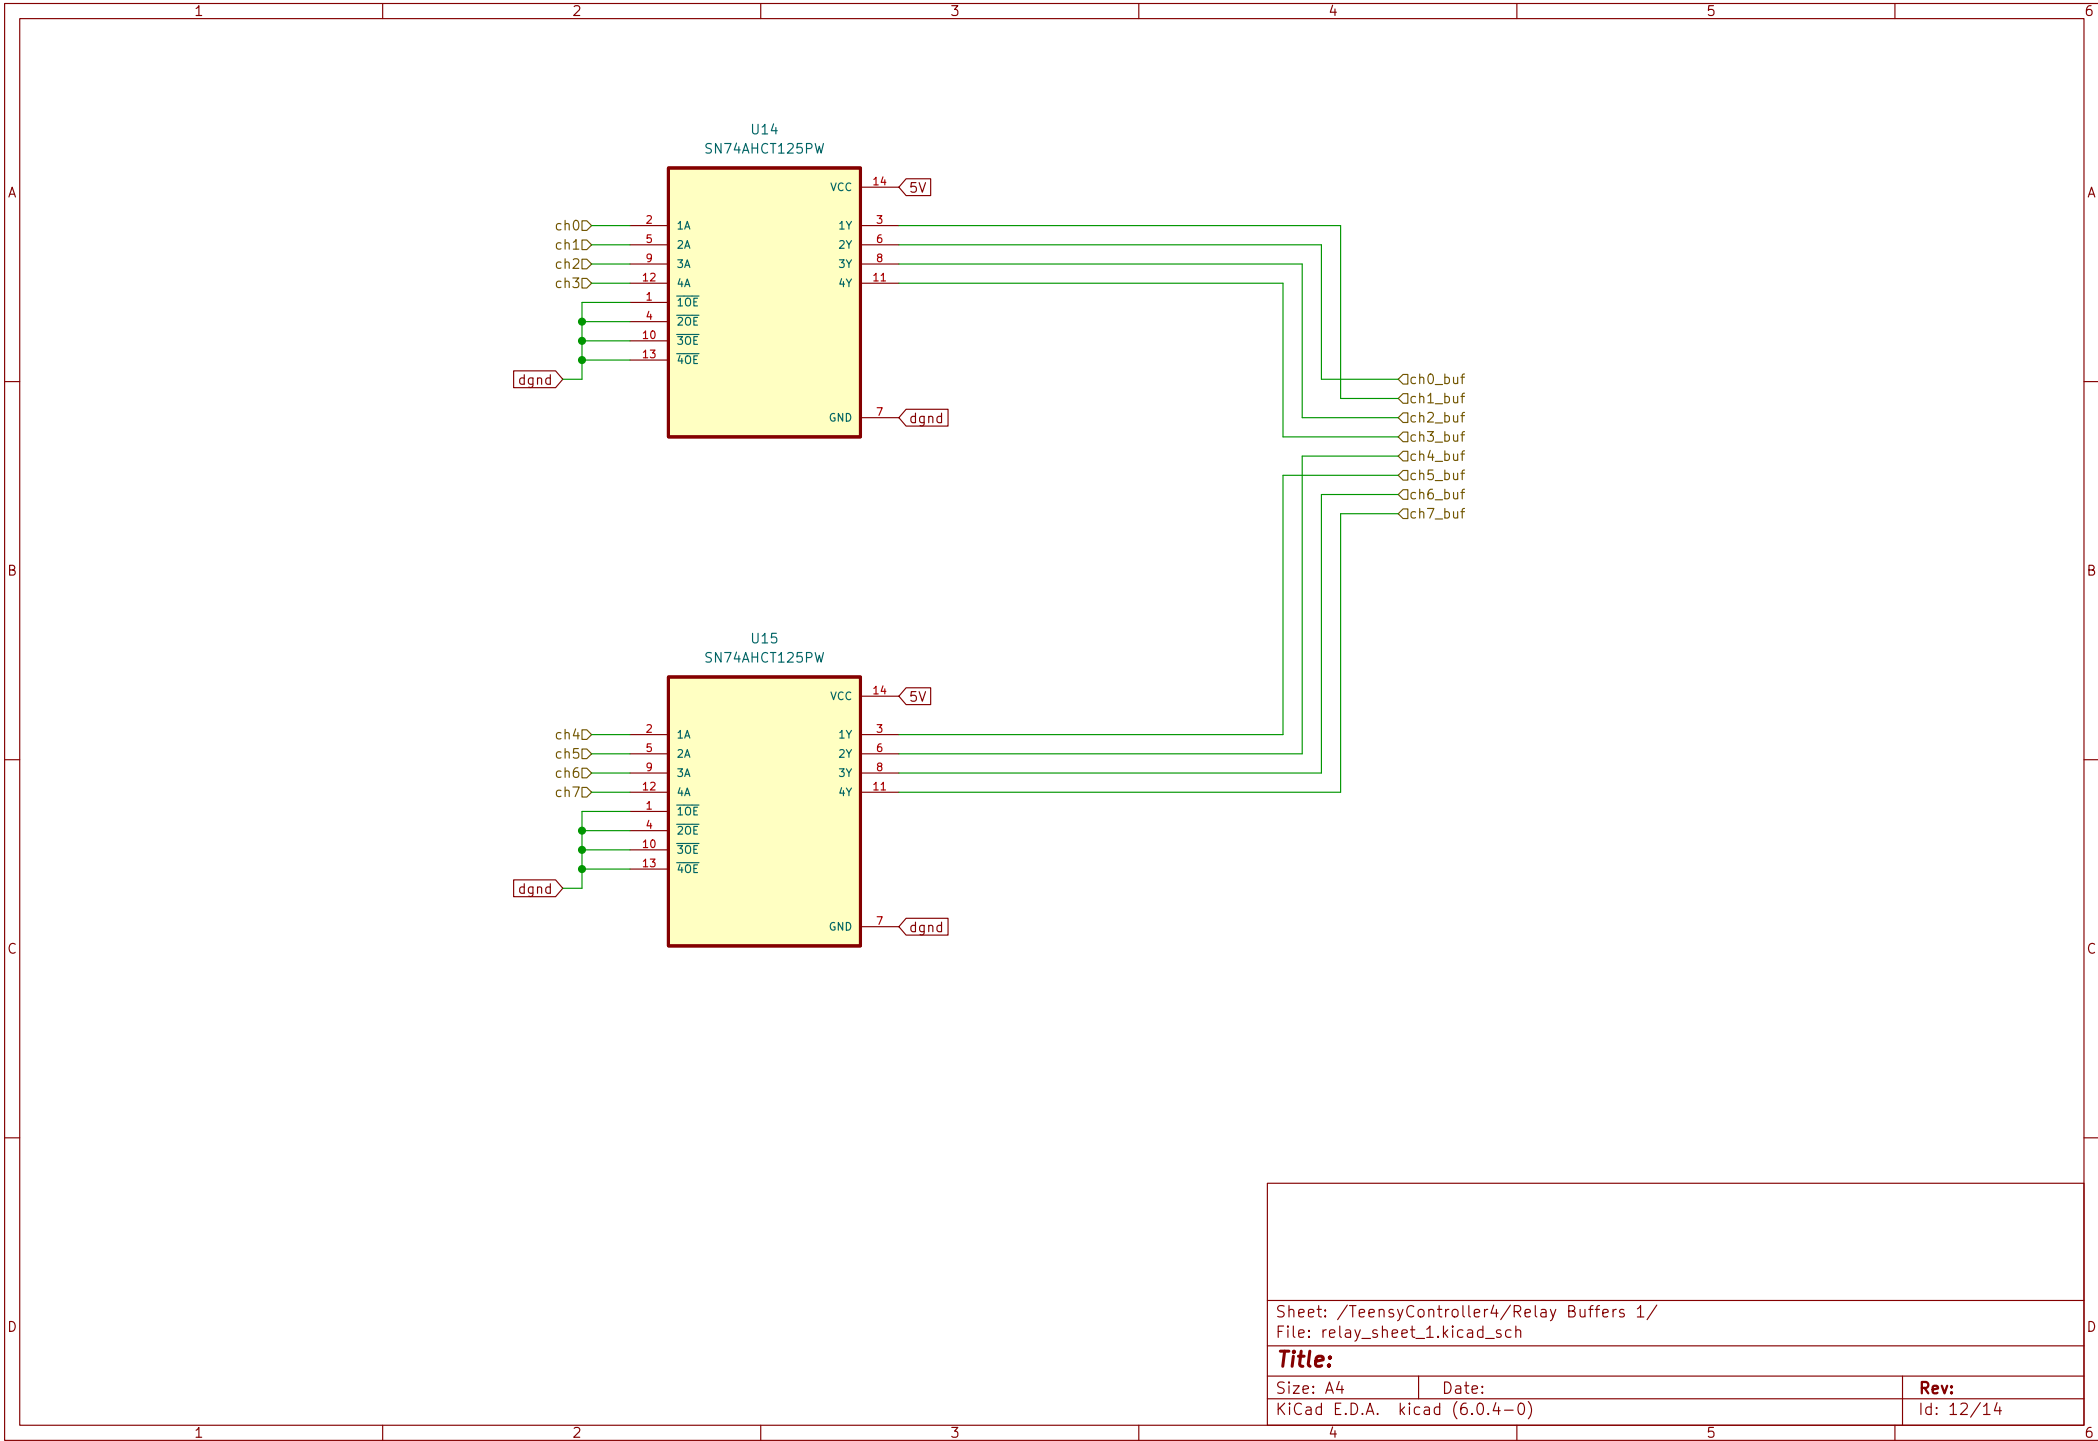 1 2 3 4 5 6
A A
B B
C C
D D
U14
SN74AHCT125PW
VCC 14 5V
ch0 2 1A 1Y 3
ch1 5 2A 2Y 6
ch2 9 3A 3Y 8
ch3 12 4A 4Y 11
1 1OE
4 2OE
10 3OE
13 4OE
dgnd
GND 7 dgnd
ch0_buf
ch1_buf
ch2_buf
ch3_buf
ch4_buf
ch5_buf
ch6_buf
ch7_buf
U15
SN74AHCT125PW
VCC 14 5V
ch4 2 1A 1Y 3
ch5 5 2A 2Y 6
ch6 9 3A 3Y 8
ch7 12 4A 4Y 11
1 1OE
4 2OE
10 3OE
13 4OE
dgnd
GND 7 dgnd
Sheet: /TeensyController4/Relay Buffers 1/
File: relay_sheet_1.kicad_sch
Title:
Size: A4 Date: Rev:
KiCad E.D.A. kicad (6.0.4-0) Id: 12/14
1 2 3 4 5 6